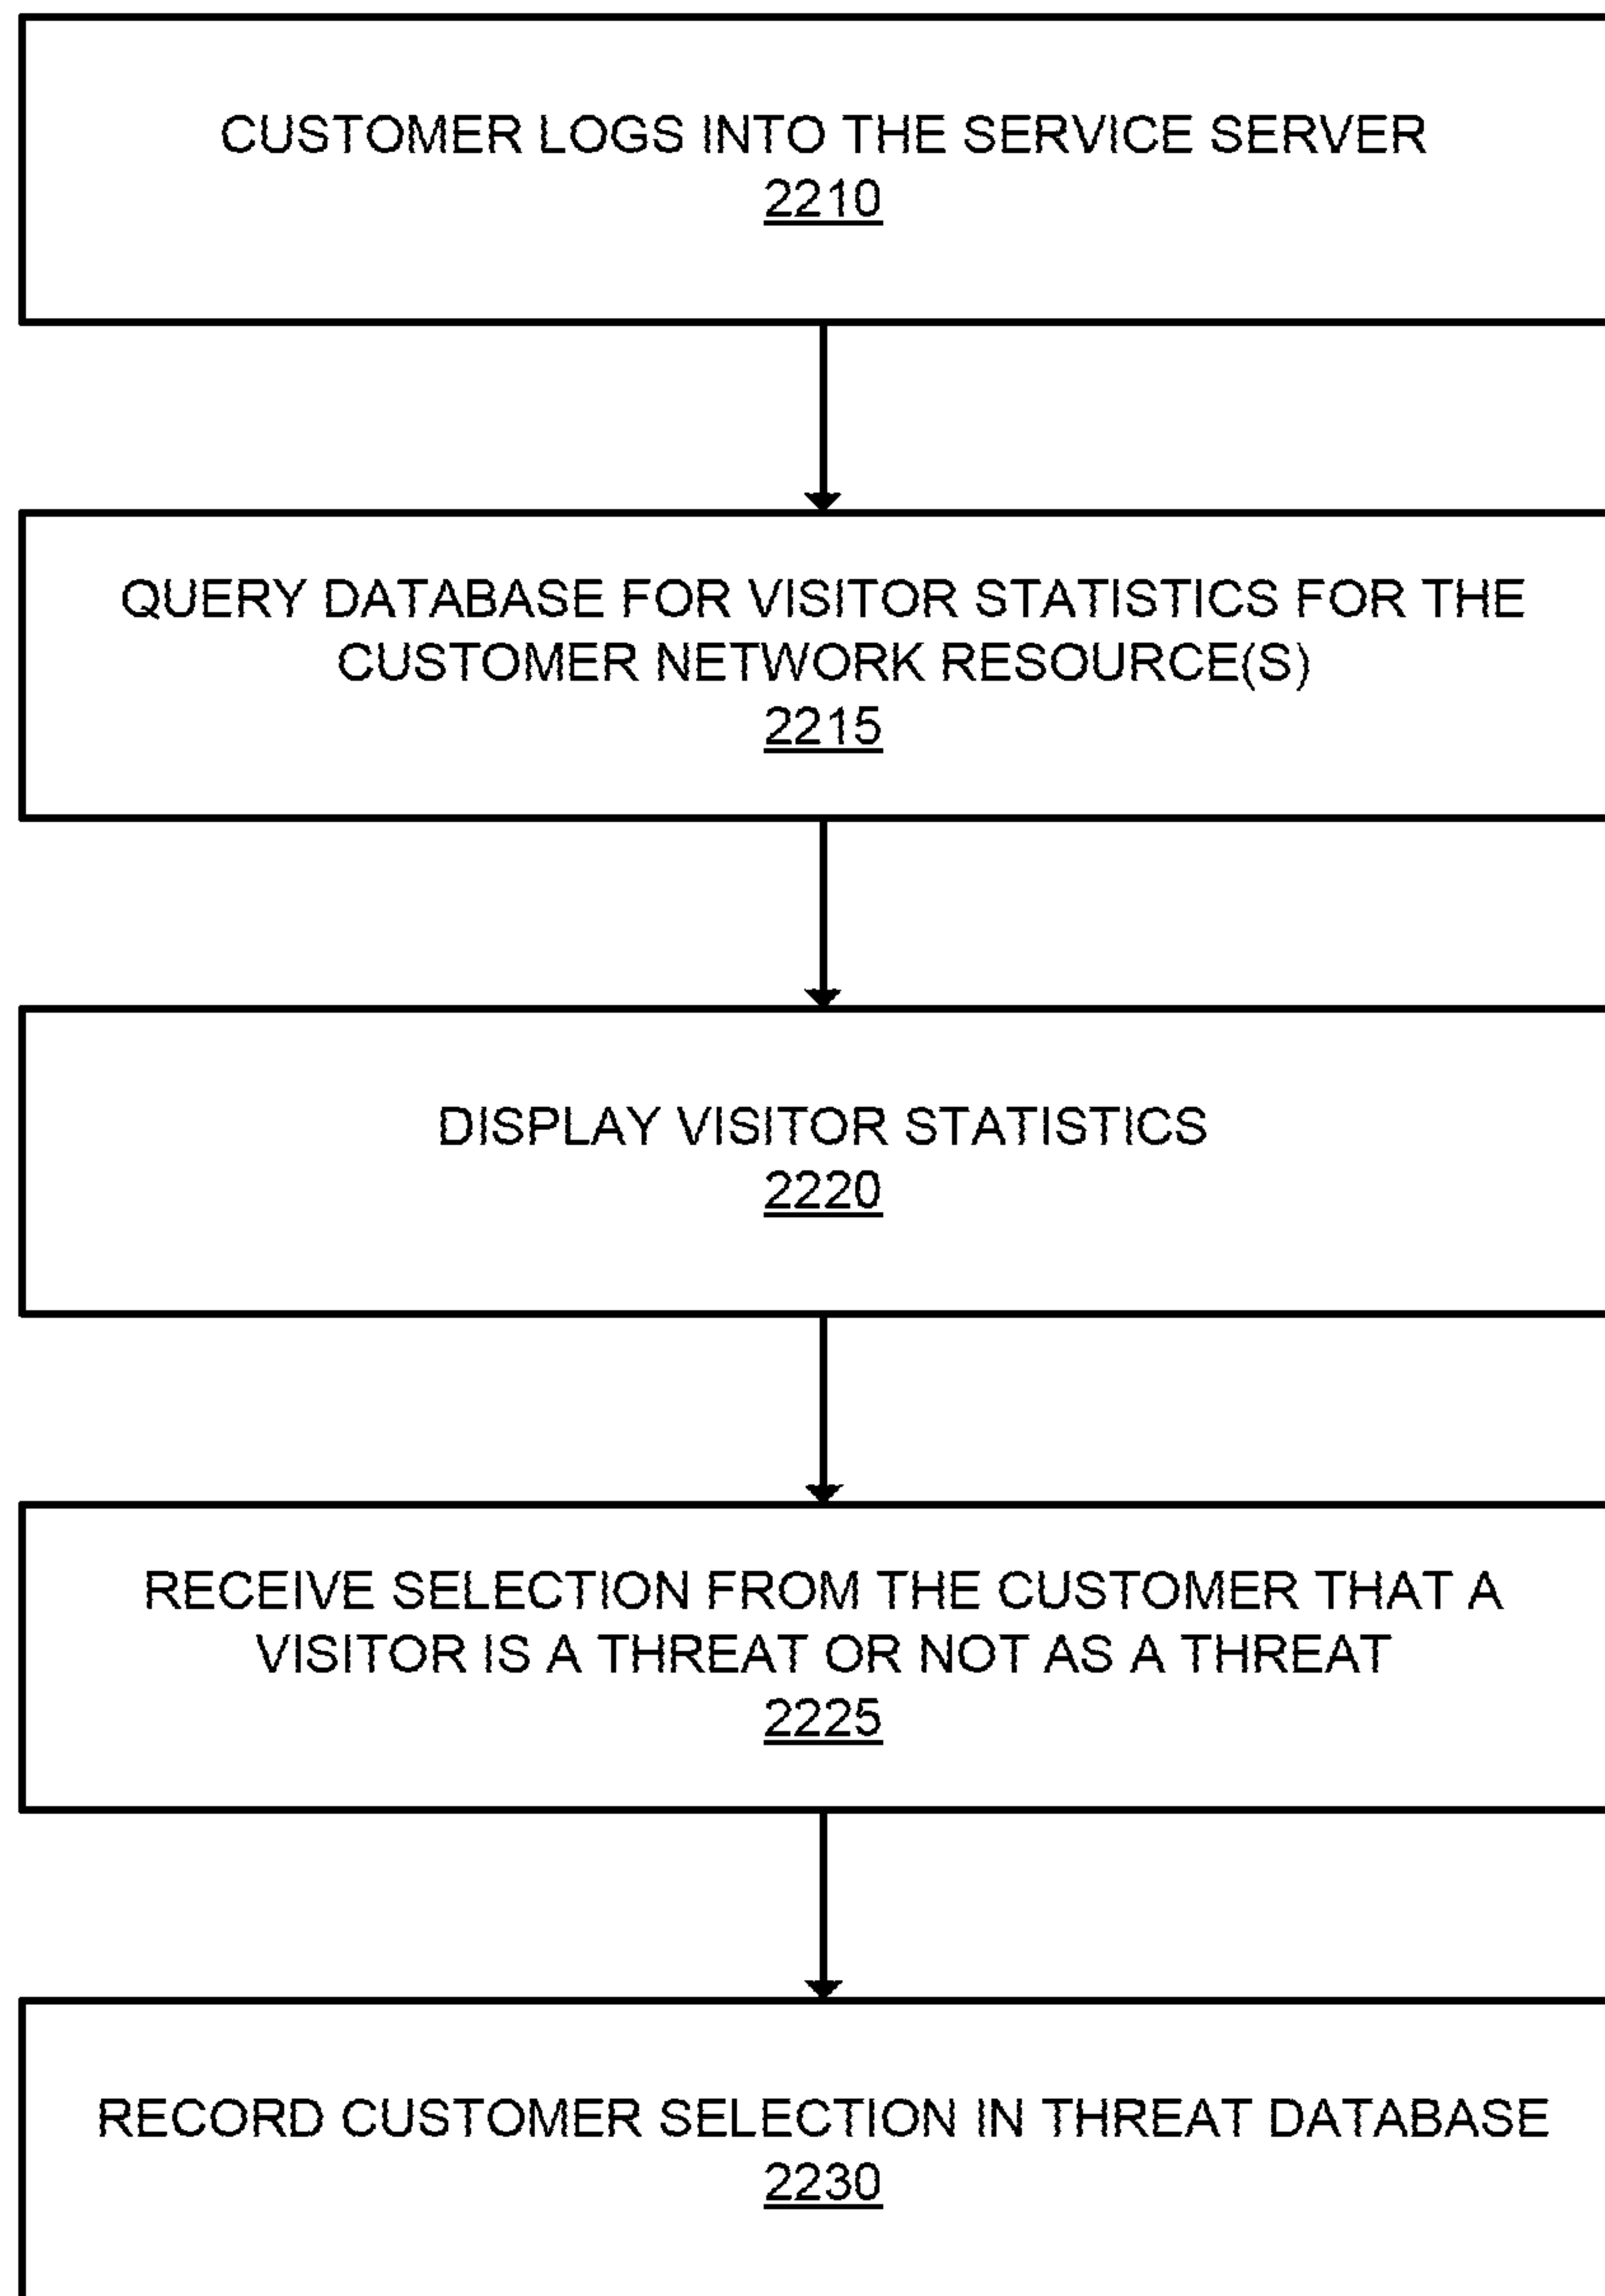 CUSTOMER LOGS INTO THE SERVICE SERVER
2210
QUERY DATABASE FOR VISITOR STATISTICS FOR THE
CUSTOMER NETWORK RESOURCE(S)
2215
DISPLAY VISITOR STATISTICS
2220
RECEIVE SELECTION FROM THE CUSTOMER THAT A
VISITOR IS A THREAT OR NOT AS A THREAT
2225
RECORD CUSTOMER SELECTION IN THREAT DATABASE
2230